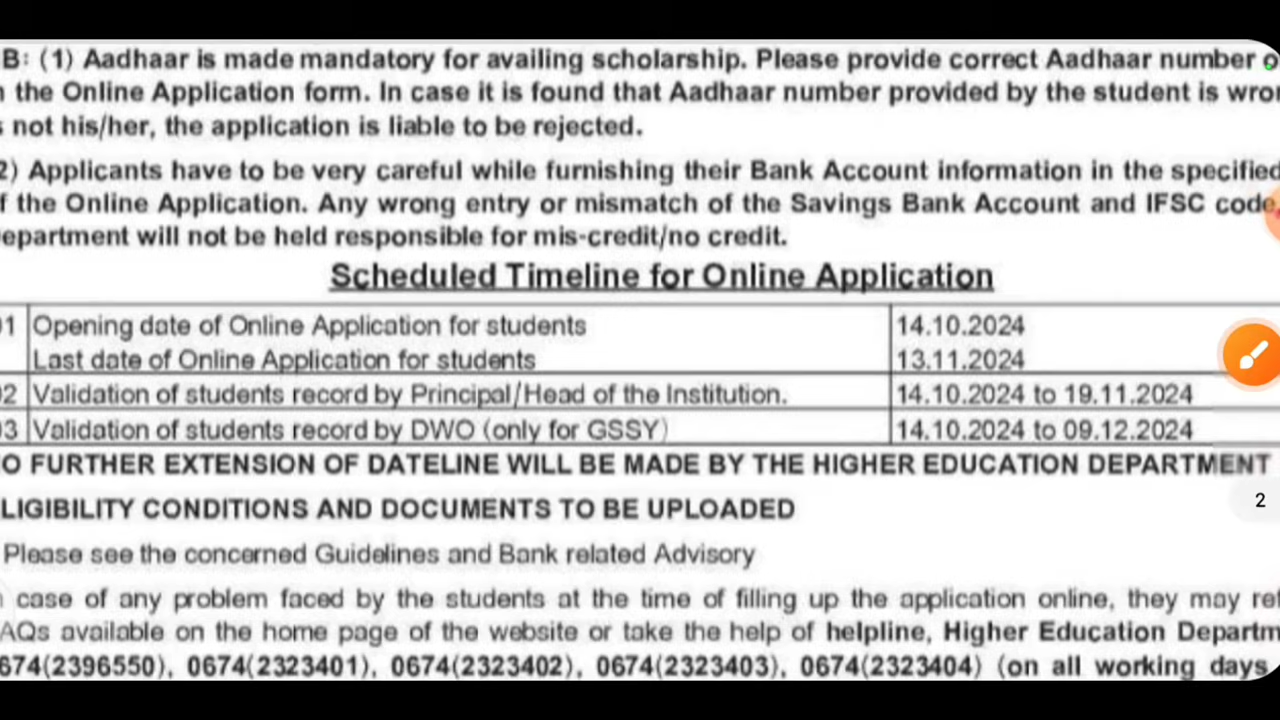 B: (1) Aadhaar is made mandatory for availing scholarship. Please provide correct Aadhaar number
the Online Application form. In case it is found that Aadhaar number provided by the student is
not his/her, the application is liable to be rejected.
2) Applicants have to be very careful while furnishing their Bank Account information in the specified
the Online Application. Any wrong entry or mismatch of the Savings Bank Account and IFSC code,
epartment will not be held responsible for mis-credit/no credit.
Scheduled Timeline for Online Application
01 Opening date of Online Application for students 14.10.2024
Last date of Online Application for students 13.11.2024
02 Validation of students record by Principal/Head of the Institution. 14.10.2024 to 19.11.2024
03 Validation of students record by DWO (only for GSSY) 14.10.2024 to 09.12.2024
O FURTHER EXTENSION OF DATELINE WILL BE MADE BY THE HIGHER EDUCATION DEPARTMENT
LIGIBILITY CONDITIONS AND DOCUMENTS TO BE UPLOADED
2
Please see the concerned Guidelines and Bank related Advisory
case of any problem faced by the students at the time of filling up the application online, they may
AQs available on the home page of the website or take the help of helpline, Higher Education Departm
674(2396550), 0674(2323401), 0674(2323402), 0674(2323403), 0674(2323404) (on all working days